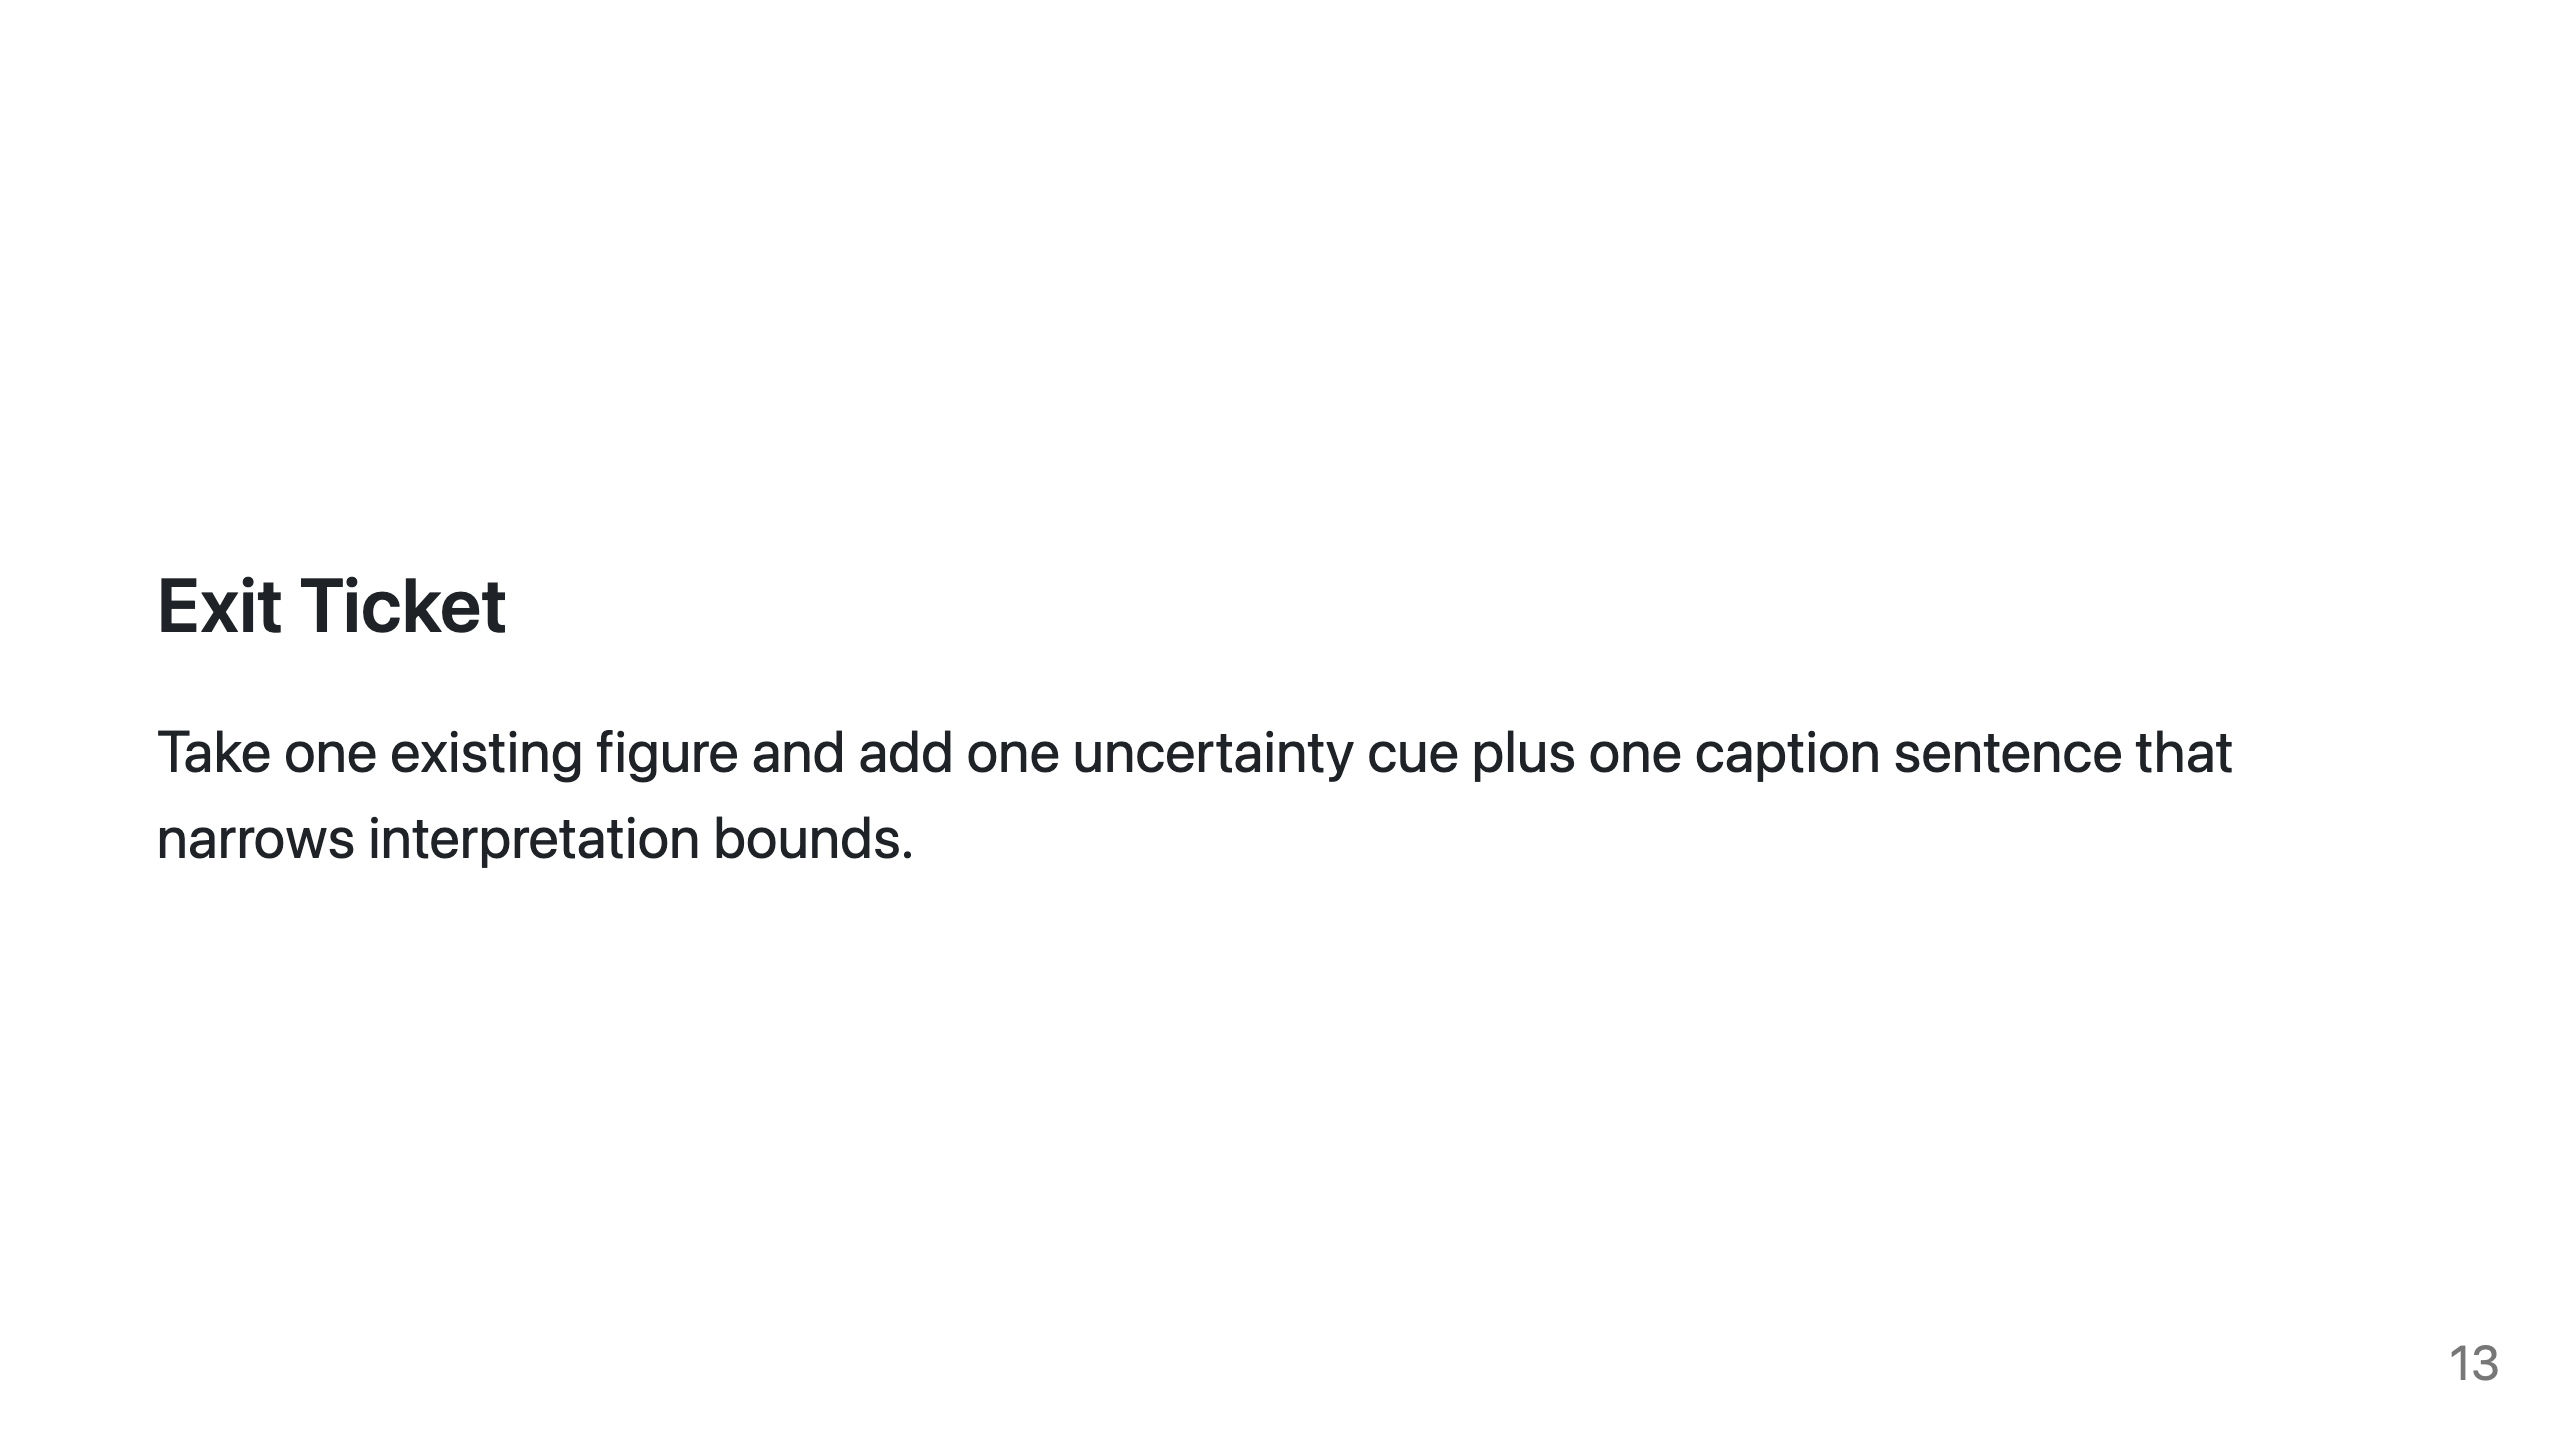 Exit Ticket
Take one existing figure and add one uncertainty cue plus one caption sentence that
narrows interpretation bounds.
13